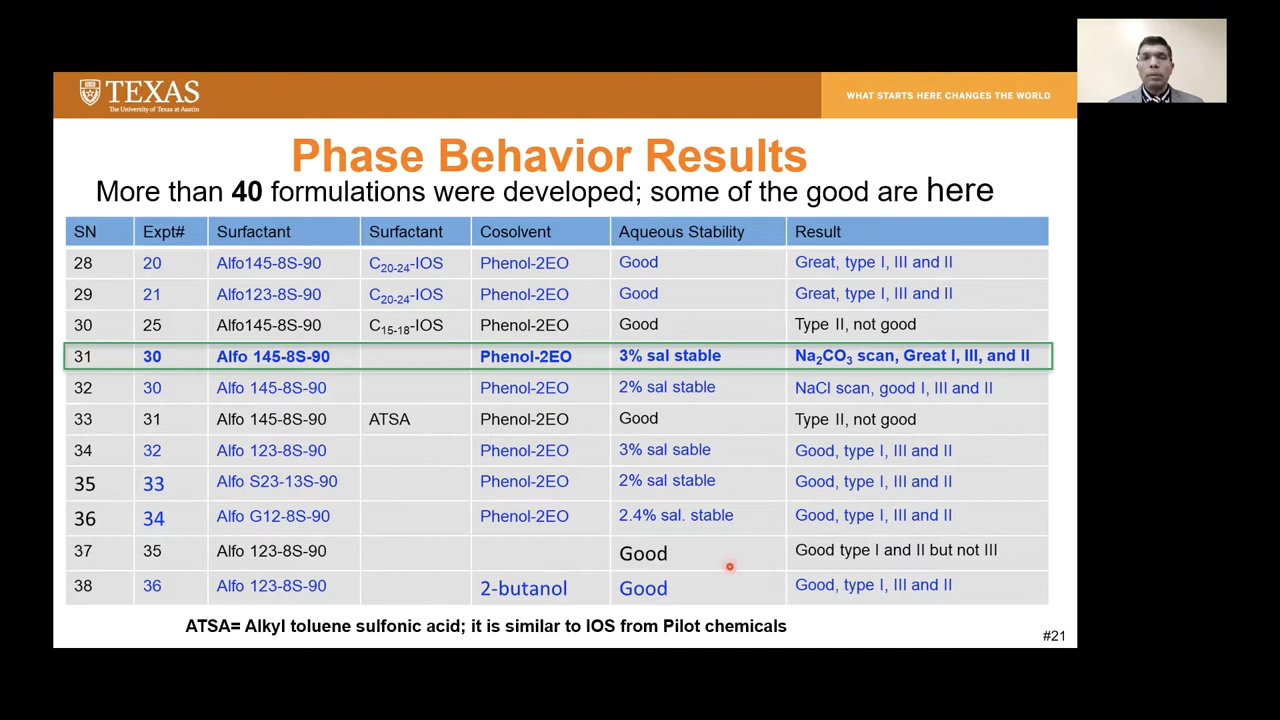 TEXAS
The University of Texas at Austin
WHAT STARTS HERE CHANGES THE WORLD
Phase Behavior Results
More than 40 formulations were developed; some of the good are here
SN Expt# Surfactant Surfactant Cosolvent Aqueous Stability Result
28 20 Alfo145-8S-90 C20-24-IOS Phenol-2EO Good Great, type I, III and II
29 21 Alfo123-8S-90 C20-24-IOS Phenol-2EO Good Great, type I, III and II
30 25 Alfo145-8S-90 C15-18-IOS Phenol-2EO Good Type II, not good
31 30 Alfo 145-8S-90 Phenol-2EO 3% sal stable Na2CO3 scan, Great I, III, and II
32 30 Alfo 145-8S-90 Phenol-2EO 2% sal stable NaCl scan, good I, III and II
33 31 Alfo 145-8S-90 ATSA Phenol-2EO Good Type II, not good
34 32 Alfo 123-8S-90 Phenol-2EO 3% sal sable Good, type I, III and II
35 33 Alfo S23-13S-90 Phenol-2EO 2% sal stable Good, type I, III and II
36 34 Alfo G12-8S-90 Phenol-2EO 2.4% sal. stable Good, type I, III and II
37 35 Alfo 123-8S-90 Good Good type I and II but not III
38 36 Alfo 123-8S-90 2-butanol Good Good, type I, III and II
ATSA= Alkyl toluene sulfonic acid; it is similar to IOS from Pilot chemicals
#21